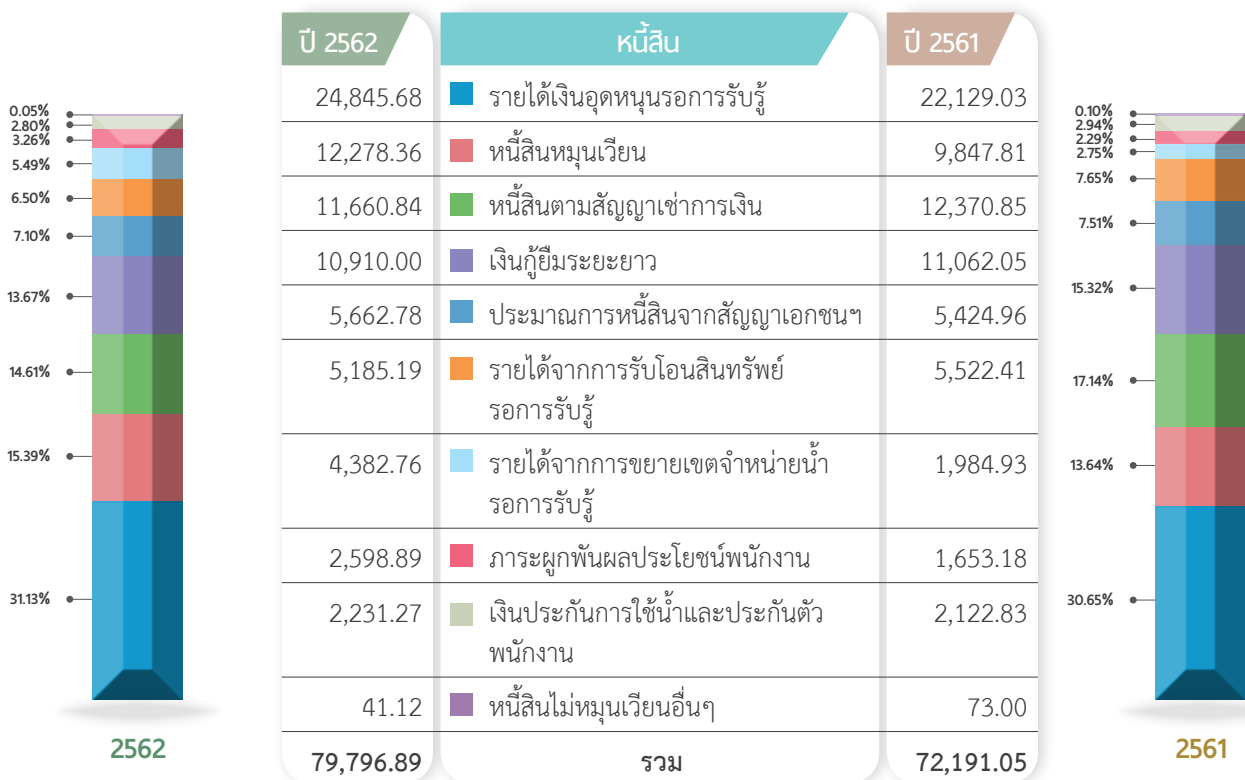 0.05%
2.80%
3.26%
5.49%
6.50%
7.10%
13.67%
14.61%
15.39%
31.13%
2562
ปี 2562 หนี้สิน ปี 2561
24,845.68 รายได้เงินอุดหนุนรอการรับรู้ 22,129.03
12,278.36 หนี้สินหมุนเวียน 9,847.81
11,660.84 หนี้สินตามสัญญาเช่าการเงิน 12,370.85
10,910.00 เงินกู้ยืมระยะยาว 11,062.05
5,662.78 ประมาณการหนี้สินจากสัญญาเอกชนฯ 5,424.96
5,185.19 รายได้จากการรับโอนสินทรัพย์ 5,522.41
รอการรับรู้
4,382.76 รายได้จากการขยายเขตจำหน่ายน้ำ 1,984.93
รอการรับรู้
2,598.89 ภาระผูกพันผลประโยชน์พนักงาน 1,653.18
2,231.27 เงินประกันการใช้น้ำและประกันตัว 2,122.83
พนักงาน
41.12 หนี้สินไม่หมุนเวียนอื่นๆ 73.00
79,796.89 รวม 72,191.05
0.10%
2.94%
2.29%
2.75%
7.65%
7.51%
15.32%
17.14%
13.64%
30.65%
2561